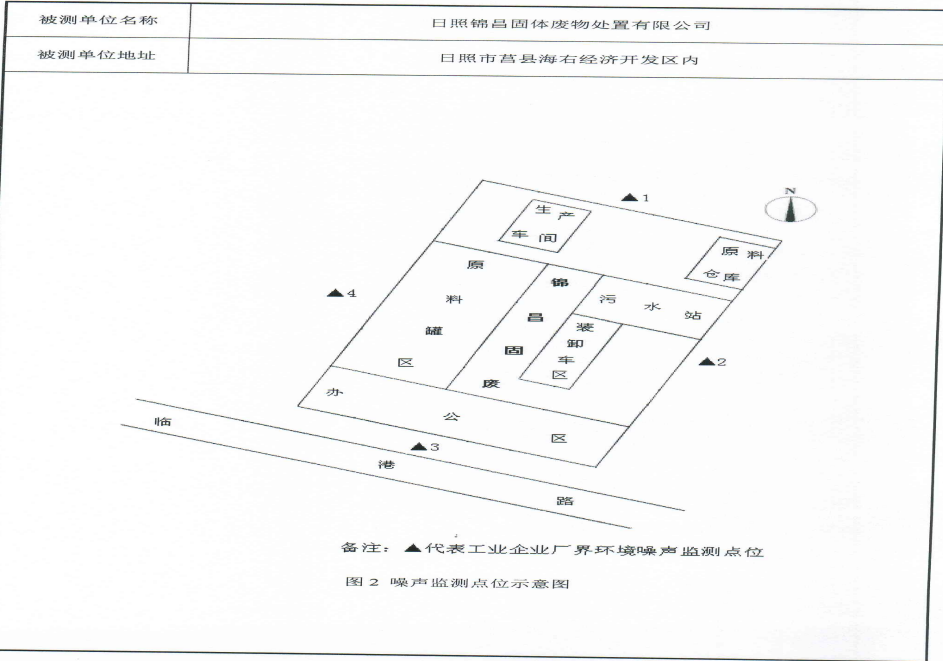 被测单位名称 日照锦昌固体废物处置有限公司
被测单位地址 日照市莒县海右经济开发区内
▲1
N
生产
车间
原料
仓库
原料罐区
锦昌固废
污水站
装卸车区
▲4
▲2
办公区
▲3
临港路
备注：▲代表工业企业厂界环境噪声监测点位
图2 噪声监测点位示意图